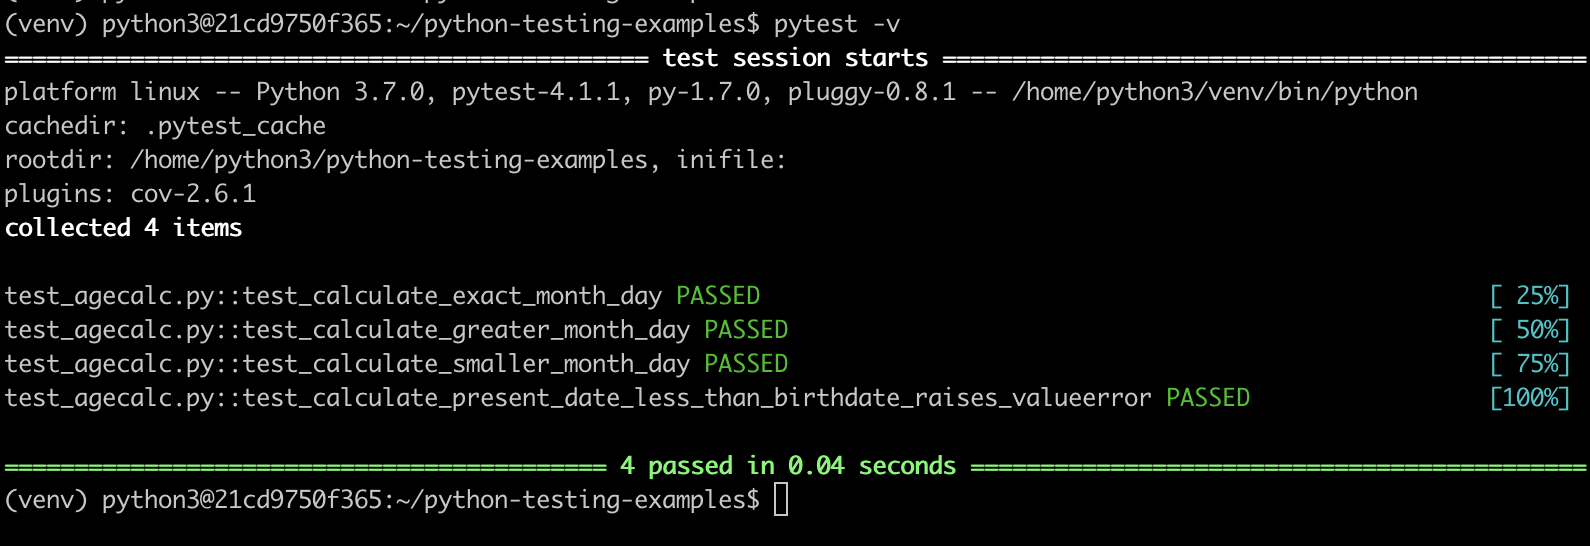 (venv) python3@21cd9750f365:~/python-testing-examples$ pytest -v
============================================== test session starts ==============================================
platform linux -- Python 3.7.0, pytest-4.1.1, py-1.7.0, pluggy-0.8.1 -- /home/python3/venv/bin/python
cachedir: .pytest_cache
rootdir: /home/python3/python-testing-examples, inifile:
plugins: cov-2.6.1
collected 4 items
test_agecalc.py::test_calculate_exact_month_day PASSED [ 25%]
test_agecalc.py::test_calculate_greater_month_day PASSED [ 50%]
test_agecalc.py::test_calculate_smaller_month_day PASSED [ 75%]
test_agecalc.py::test_calculate_present_date_less_than_birthdate_raises_valueerror PASSED [100%]
=========================================== 4 passed in 0.04 seconds ============================================
(venv) python3@21cd9750f365:~/python-testing-examples$